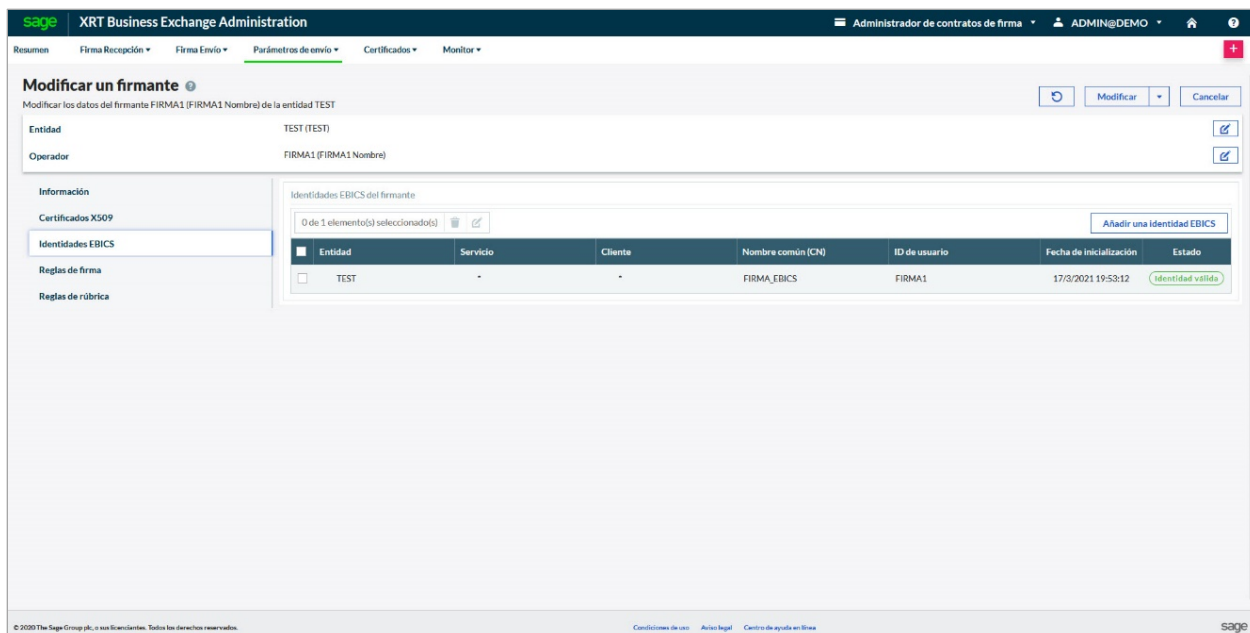 sage XRT Business Exchange Administration Administrador de contratos de firma ADMIN@DEMO
Resumen Firma Recepción Firma Envío Parámetros de envío Certificados Monitor +
Modificar un firmante ?
Modificar Cancelar
Modificar los datos del firmante FIRMA1 (FIRMA1 Nombre) de la entidad TEST
Entidad TEST (TEST)
Operador FIRMA1 (FIRMA1 Nombre)
Información
Identidades EBICS del firmante
Certificados X509
0 de 1 elemento(s) seleccionado(s) Añadir una identidad EBICS
Identidades EBICS
Entidad Servicio Cliente Nombre común (CN) ID de usuario Fecha de inicialización Estado
Reglas de firma
TEST * * FIRMA_EBICS FIRMA1 17/3/2021 19:53:12 Identidad válida
Reglas de rúbrica
© 2020 The Sage Group plc, o sus licenciantes. Todos los derechos reservados. Condiciones de uso Aviso legal Centro de ayuda en línea sage